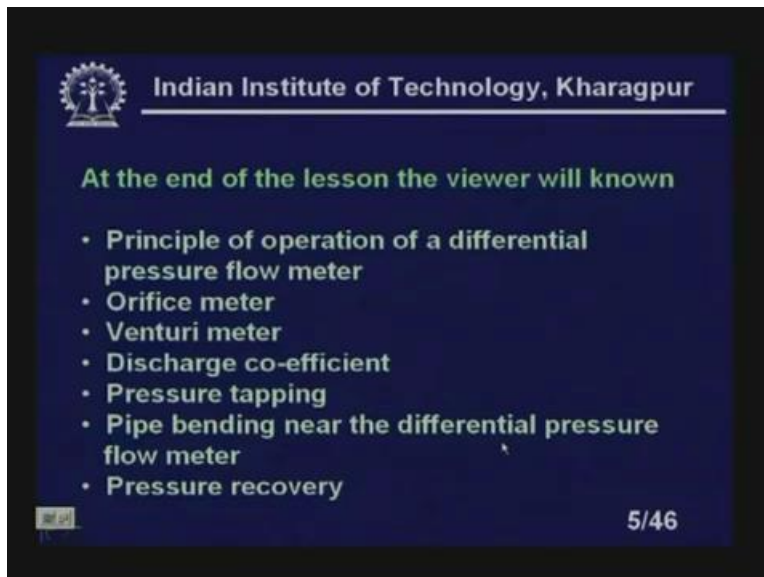 Indian Institute of Technology, Kharagpur
At the end of the lesson the viewer will known
• Principle of operation of a differential
pressure flow meter
• Orifice meter
• Venturi meter
• Discharge co-efficient
• Pressure tapping
• Pipe bending near the differential pressure
flow meter
• Pressure recovery
5/46